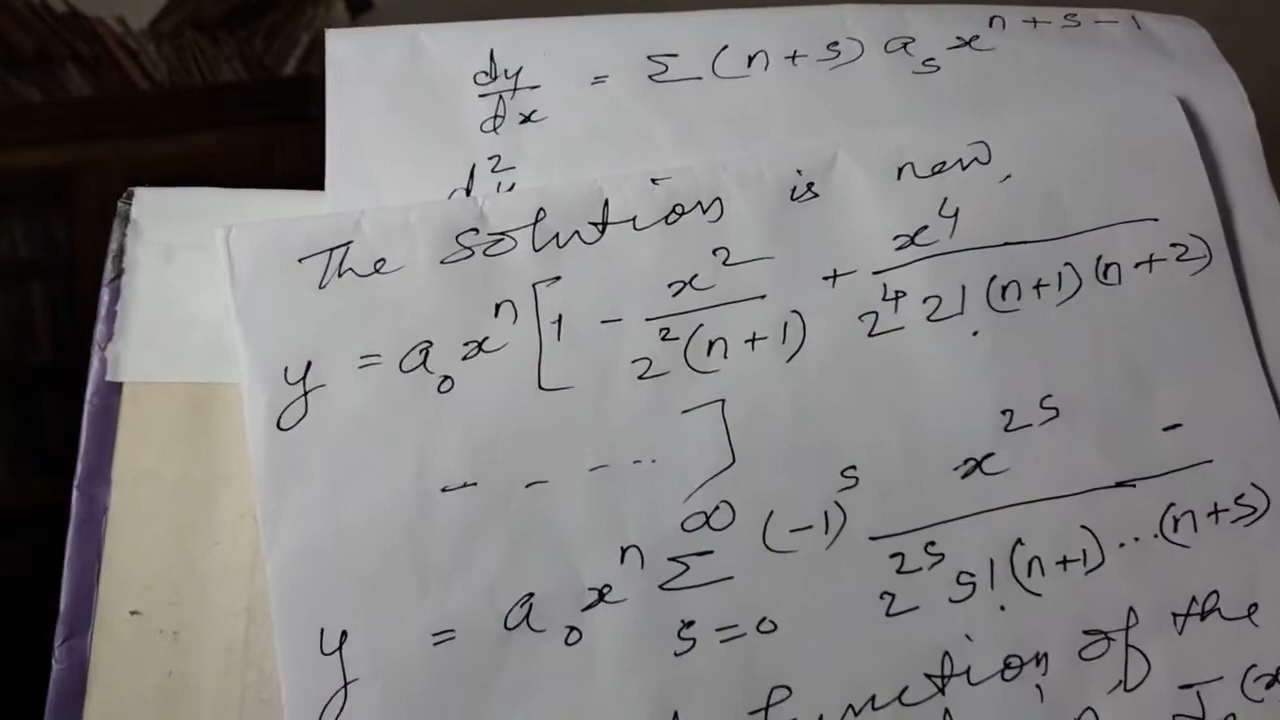 dy/dx = Σ (n+s) a_s x^{n+s-1}
The solution is new,
y = a_0 x^n [1 - x^2/(2^2 (n+1)) + x^4/(2^4 2! (n+1)(n+2))
- - - ... ]
y = a_0 x^n Σ_{s=0}^{∞} (-1)^s x^{2s}/(2^{2s} s! (n+1)...(n+s))
function of the